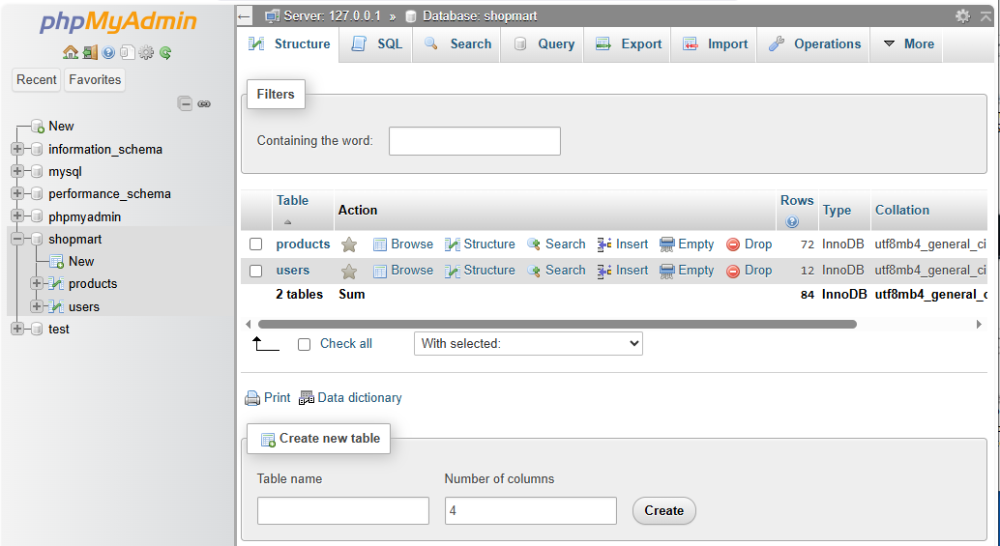 phpMyAdmin
Recent Favorites
New
information_schema
mysql
performance_schema
phpmyadmin
shopmart
New
products
users
test
Server: 127.0.0.1 » Database: shopmart
Structure SQL Search Query Export Import Operations More
Filters
Containing the word:
Table Action Rows Type Collation
products Browse Structure Search Insert Empty Drop 72 InnoDB utf8mb4_general_ci
users Browse Structure Search Insert Empty Drop 12 InnoDB utf8mb4_general_ci
2 tables Sum 84 InnoDB utf8mb4_general_c
Check all With selected:
Print Data dictionary
Create new table
Table name Number of columns
4 Create